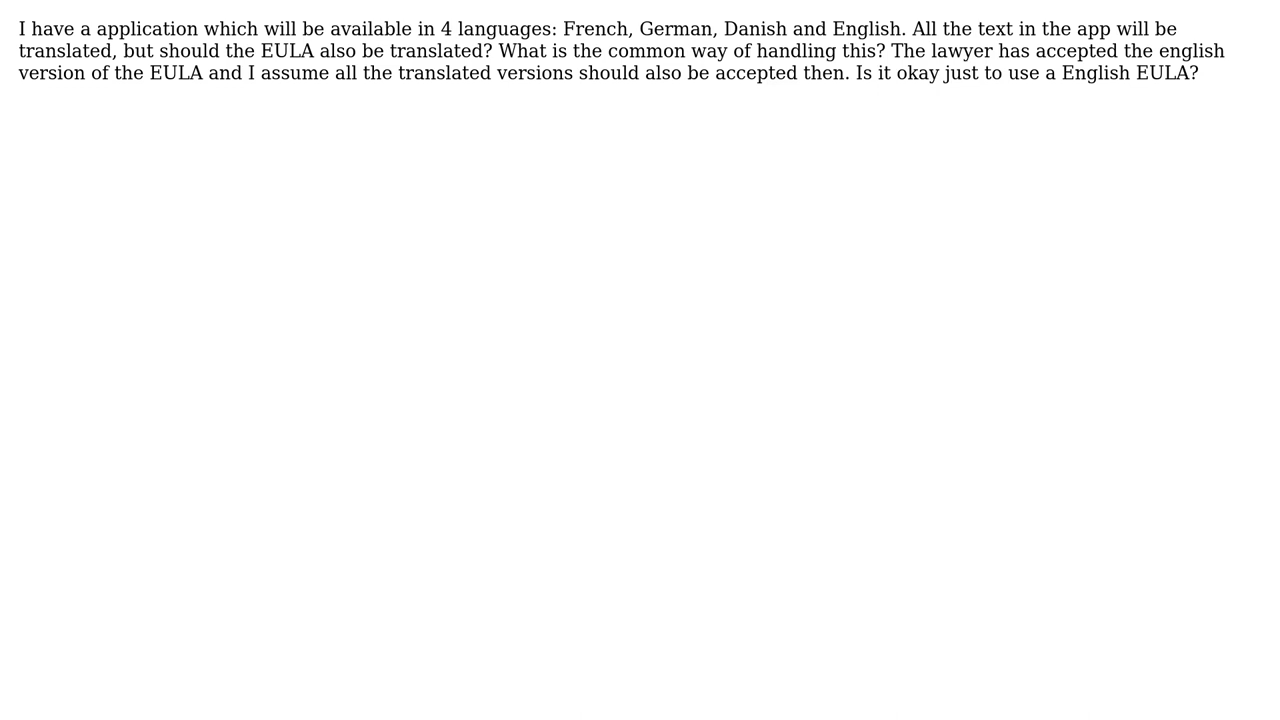 I have a application which will be available in 4 languages: French, German, Danish and English. All the text in the app will be
translated, but should the EULA also be translated? What is the common way of handling this? The lawyer has accepted the english
version of the EULA and I assume all the translated versions should also be accepted then. Is it okay just to use a English EULA?